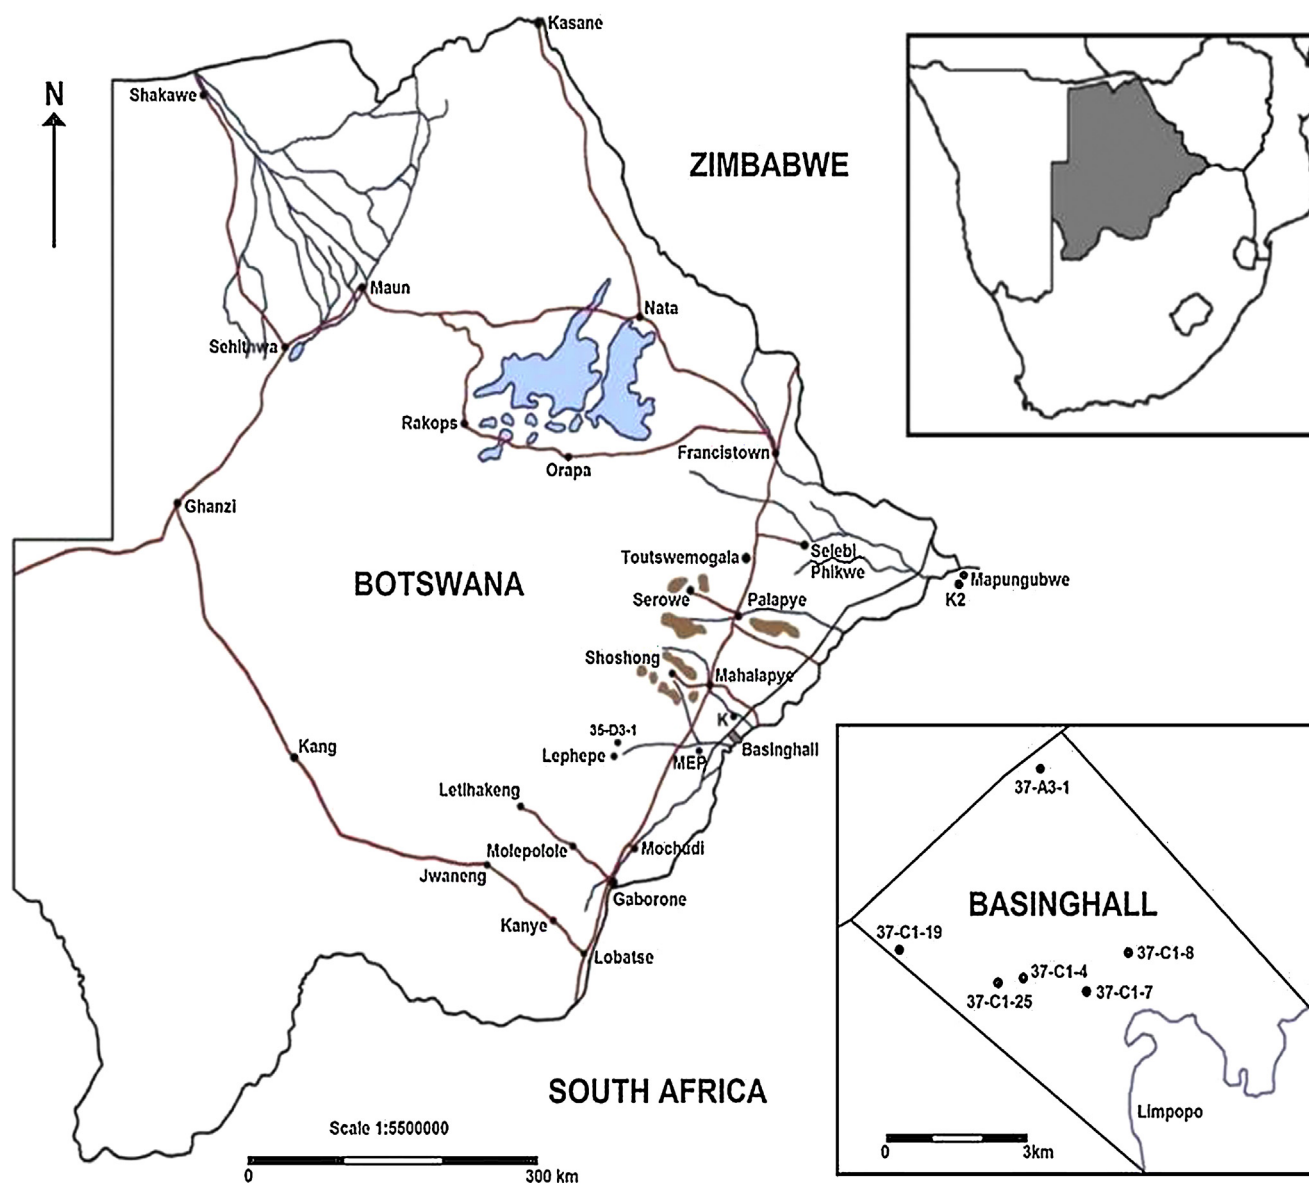 Kasane
N
Shakawe
ZIMBABWE
Maun
Nata
Sehithwa
Rakops
Francistown
Orapa
Ghanzi
Toutswemogala
Selebi
Phikwe
BOTSWANA
Mapungubwe
K2
Serowe
Palapye
Shoshong
Mahalapye
K
35-D3-1
Basinghall
Lephepe
MEP
Kang
Letlhakeng
37-A3-1
Molepolole
Mochudi
Jwaneng
Gaborone
BASINGHALL
Kanye
37-C1-19
Lobatse
37-C1-8
37-C1-4
37-C1-25
37-C1-7
SOUTH AFRICA
Limpopo
Scale 1:5500000
0
3km
0
300 km